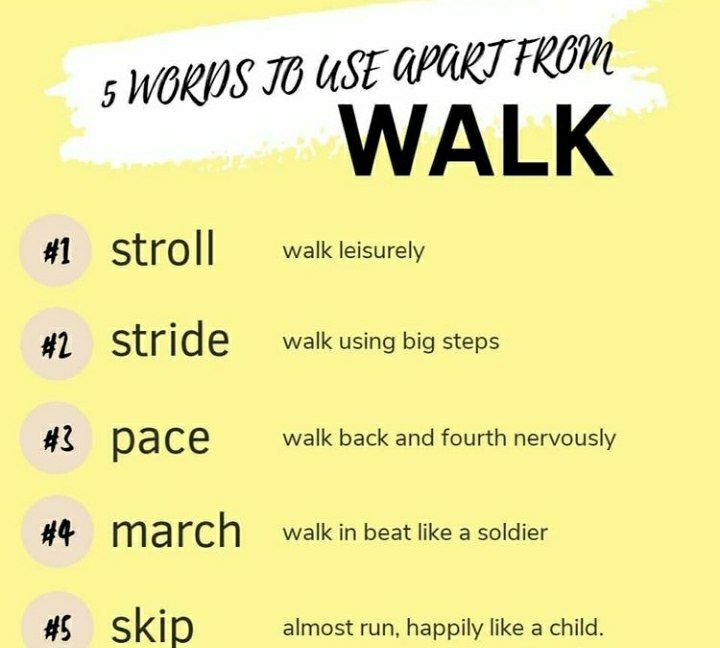 5 WORDS TO USE APART FROM
WALK
#1 stroll walk leisurely
#2 stride walk using big steps
#3 pace walk back and fourth nervously
#4 march walk in beat like a soldier
#5 skip almost run, happily like a child.